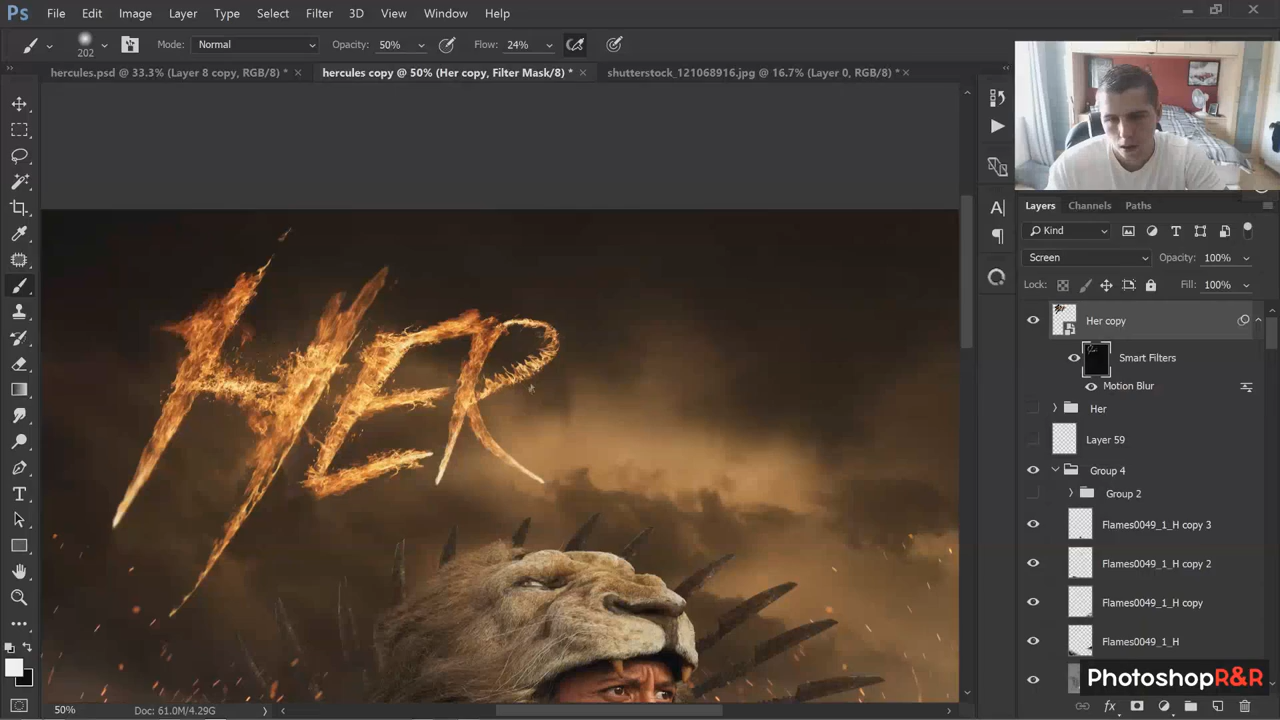 Ps File Edit Image Layer Type Select Filter 3D View Window Help
202 Mode: Normal Opacity: 50% Flow: 24%
hercules.psd @ 33.3% (Layer 8 copy, RGB/8) * × hercules copy @ 50% (Her copy, Filter Mask/8) * × shutterstock_121068916.jpg @ 16.7% (Layer 0, RGB/8) * ×
HER
Layers Channels Paths
Kind
Screen Opacity: 100%
Lock: Fill: 100%
Her copy
Smart Filters
Motion Blur
Her
Layer 59
Group 4
Group 2
Flames0049_1_H copy 3
Flames0049_1_H copy 2
Flames0049_1_H copy
Flames0049_1_H
PhotoshopR&R
50% Doc: 61.0M/4.29G